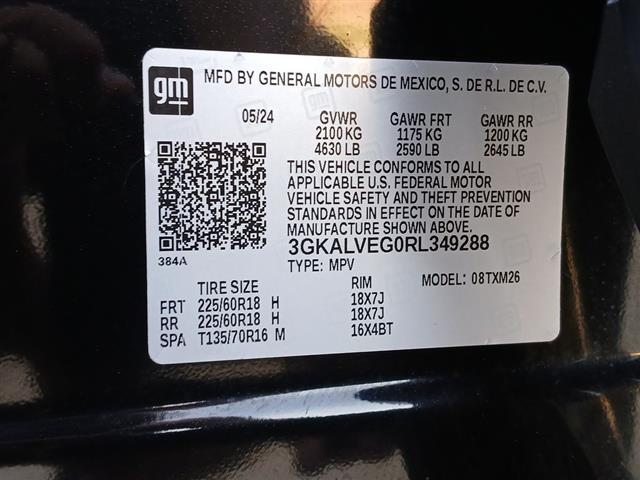 gm
MFD BY GENERAL MOTORS DE MEXICO, S. DE R.L. DE C.V.
05/24 GVWR GAWR FRT GAWR RR
2100 KG 1175 KG 1200 KG
4630 LB 2590 LB 2645 LB
THIS VEHICLE CONFORMS TO ALL
APPLICABLE U.S. FEDERAL MOTOR
VEHICLE SAFETY AND THEFT PREVENTION
STANDARDS IN EFFECT ON THE DATE OF
MANUFACTURE SHOWN ABOVE.
3GKALVEG0RL349288
384A
TYPE: MPV MODEL: 08TXM26
TIRE SIZE RIM
FRT 225/60R18 H 18X7J
RR 225/60R18 H 18X7J
SPA T135/70R16 M 16X4BT